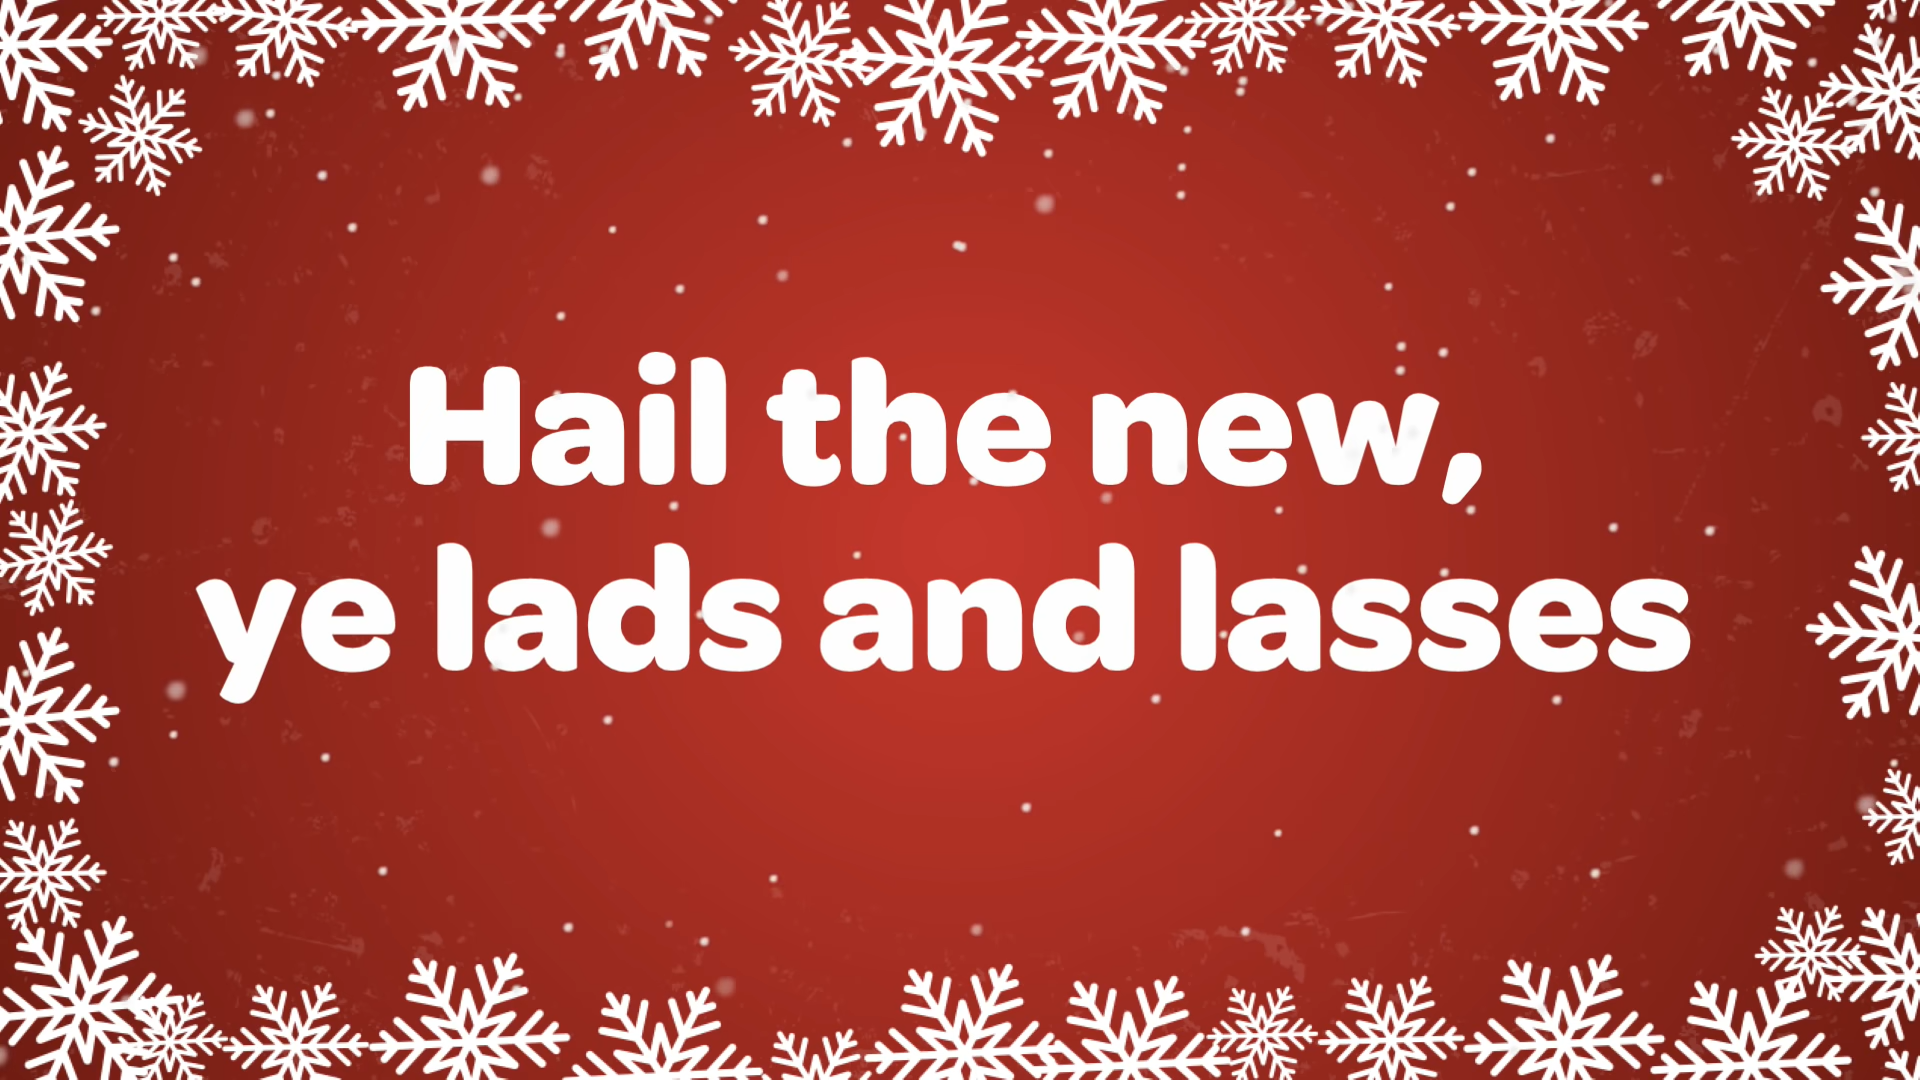 Hail the new,
ye lads and lasses